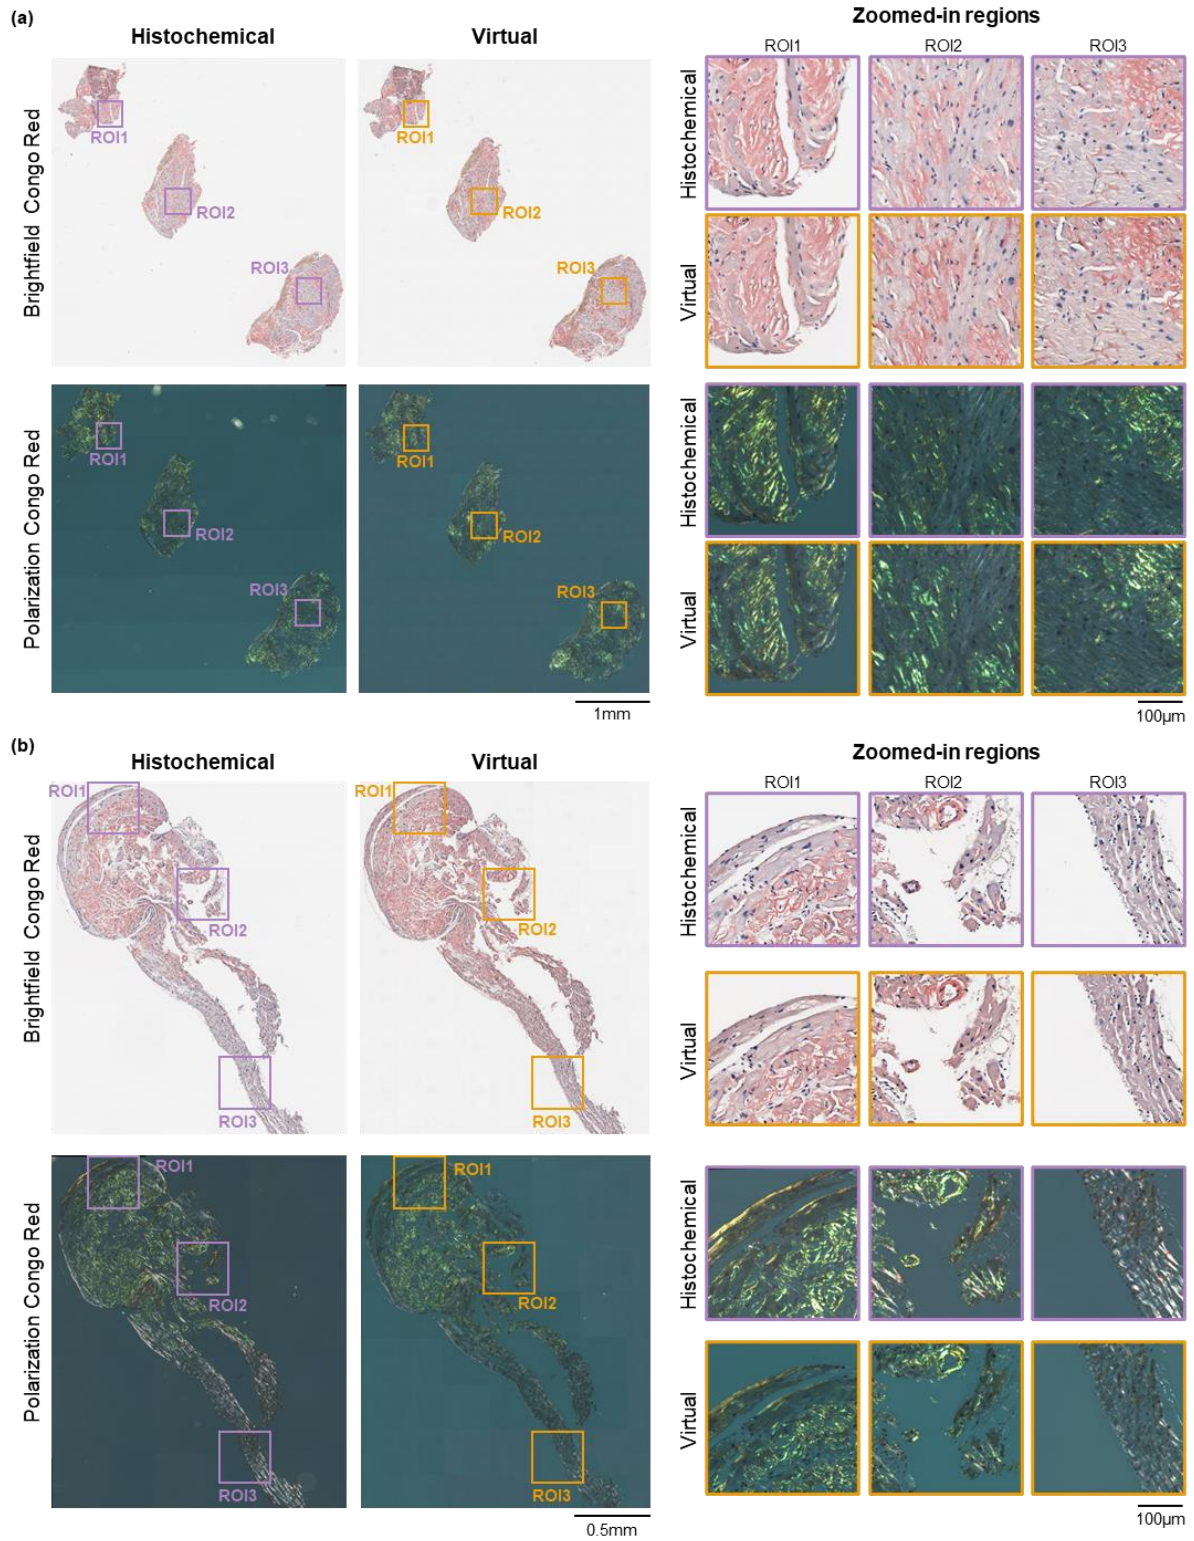 (a)
Histochemical
Virtual
Zoomed-in regions
ROI1
ROI2
ROI3
Brightfield Congo Red
ROI1
ROI2
ROI3
ROI1
ROI2
ROI3
Histochemical
Virtual
Polarization Congo Red
ROI1
ROI2
ROI3
ROI1
ROI2
ROI3
Histochemical
Virtual
1mm
100µm
(b)
Histochemical
Virtual
Zoomed-in regions
ROI1
ROI2
ROI3
Brightfield Congo Red
ROI1
ROI2
ROI3
ROI1
ROI2
ROI3
Histochemical
Virtual
Polarization Congo Red
ROI1
ROI2
ROI3
ROI1
ROI2
ROI3
Histochemical
Virtual
0.5mm
100µm